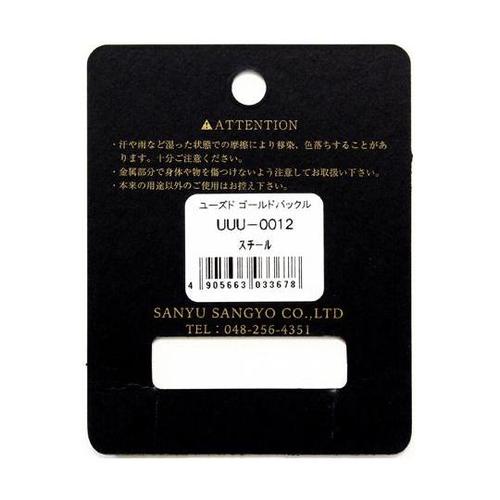 ⚠ATTENTION
・汗や雨など湿った状態での摩擦により移染、色落ちすることがあ
ります。十分ご注意ください。
・金属部分で身体や物を傷つけないよう注意してお取扱い下さい。
・本来の用途以外のご使用はお控え下さい。
ユーズド ゴールドバックル
UUU-0012
スチール
4 905663 033678
SANYU SANGYO CO.,LTD
TEL：048-256-4351